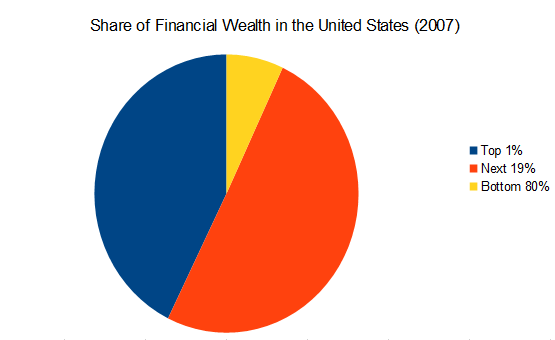 Share of Financial Wealth in the United States (2007)
Top 1%
Next 19%
Bottom 80%